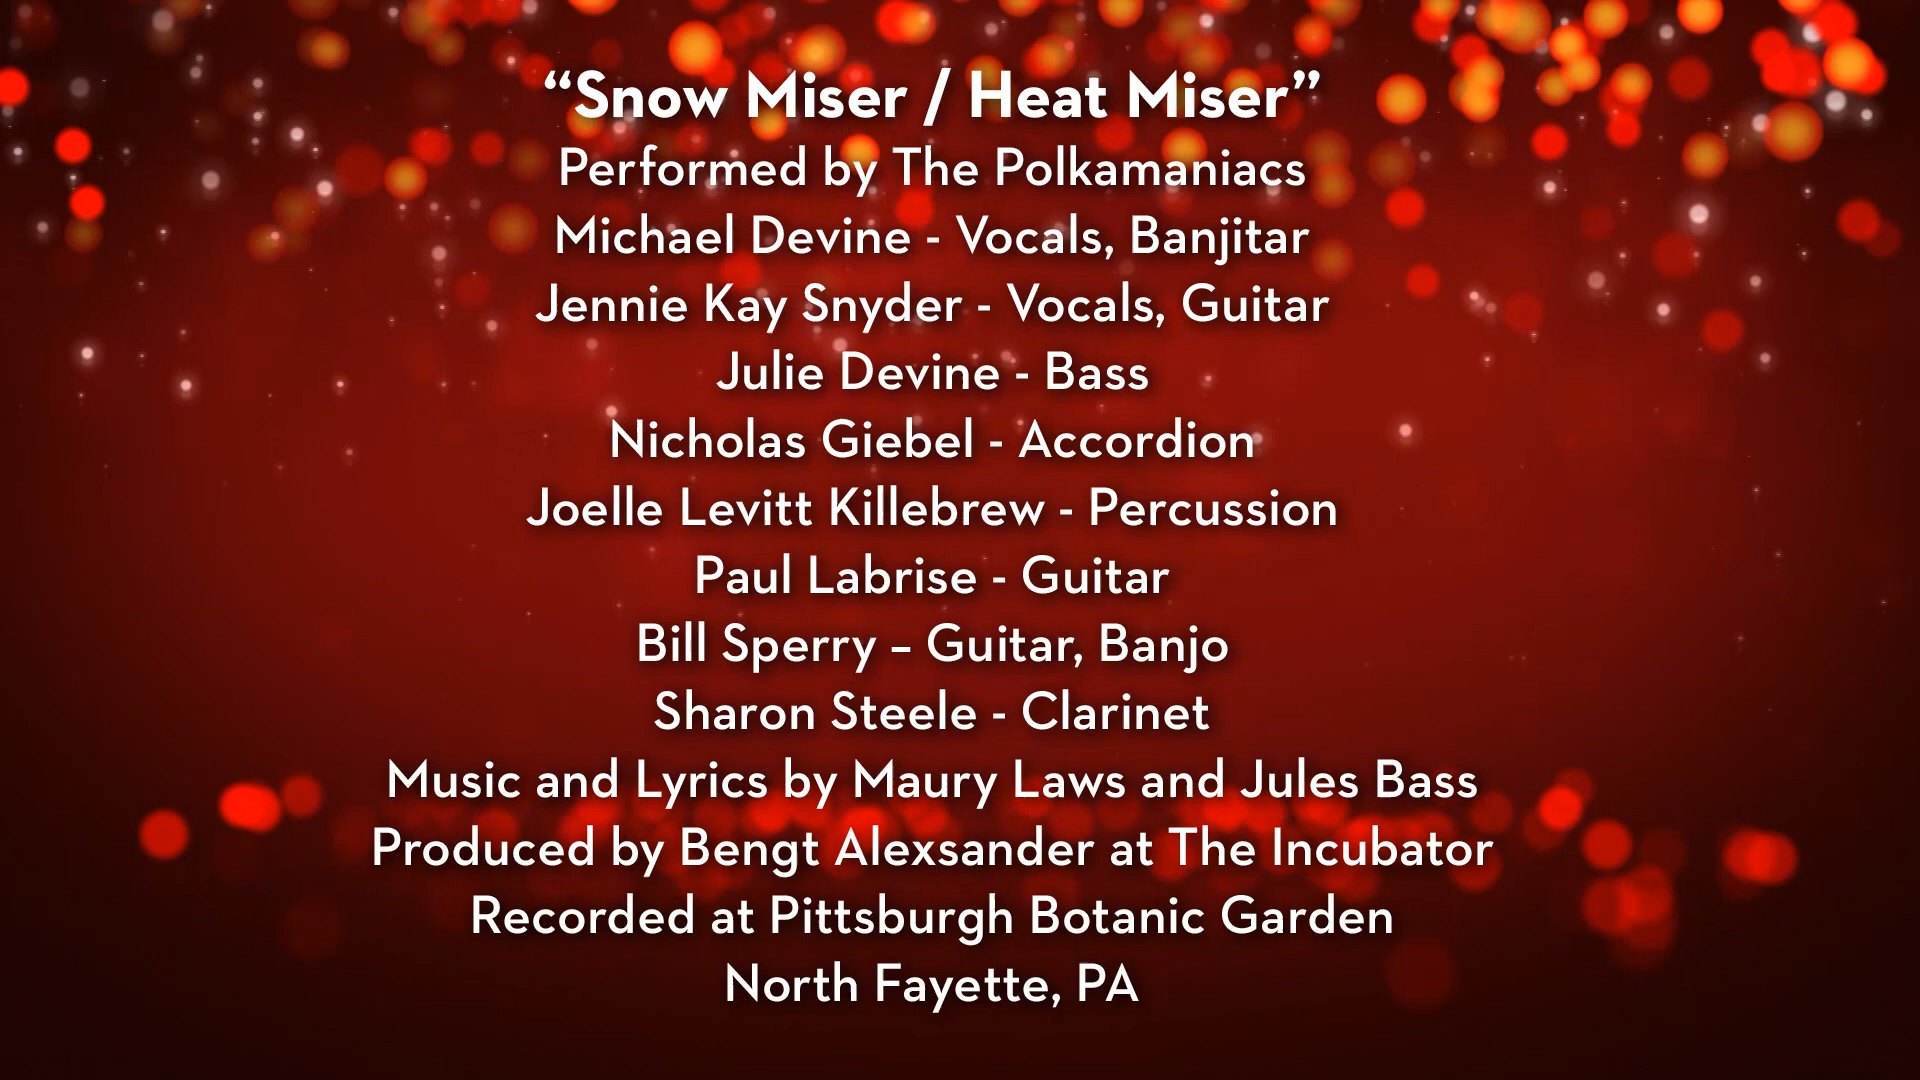 “Snow Miser / Heat Miser”
Performed by The Polkamaniacs
Michael Devine - Vocals, Banjitar
Jennie Kay Snyder - Vocals, Guitar
Julie Devine - Bass
Nicholas Giebel - Accordion
Joelle Levitt Killebrew - Percussion
Paul Labrise - Guitar
Bill Sperry – Guitar, Banjo
Sharon Steele - Clarinet
Music and Lyrics by Maury Laws and Jules Bass
Produced by Bengt Alexsander at The Incubator
Recorded at Pittsburgh Botanic Garden
North Fayette, PA